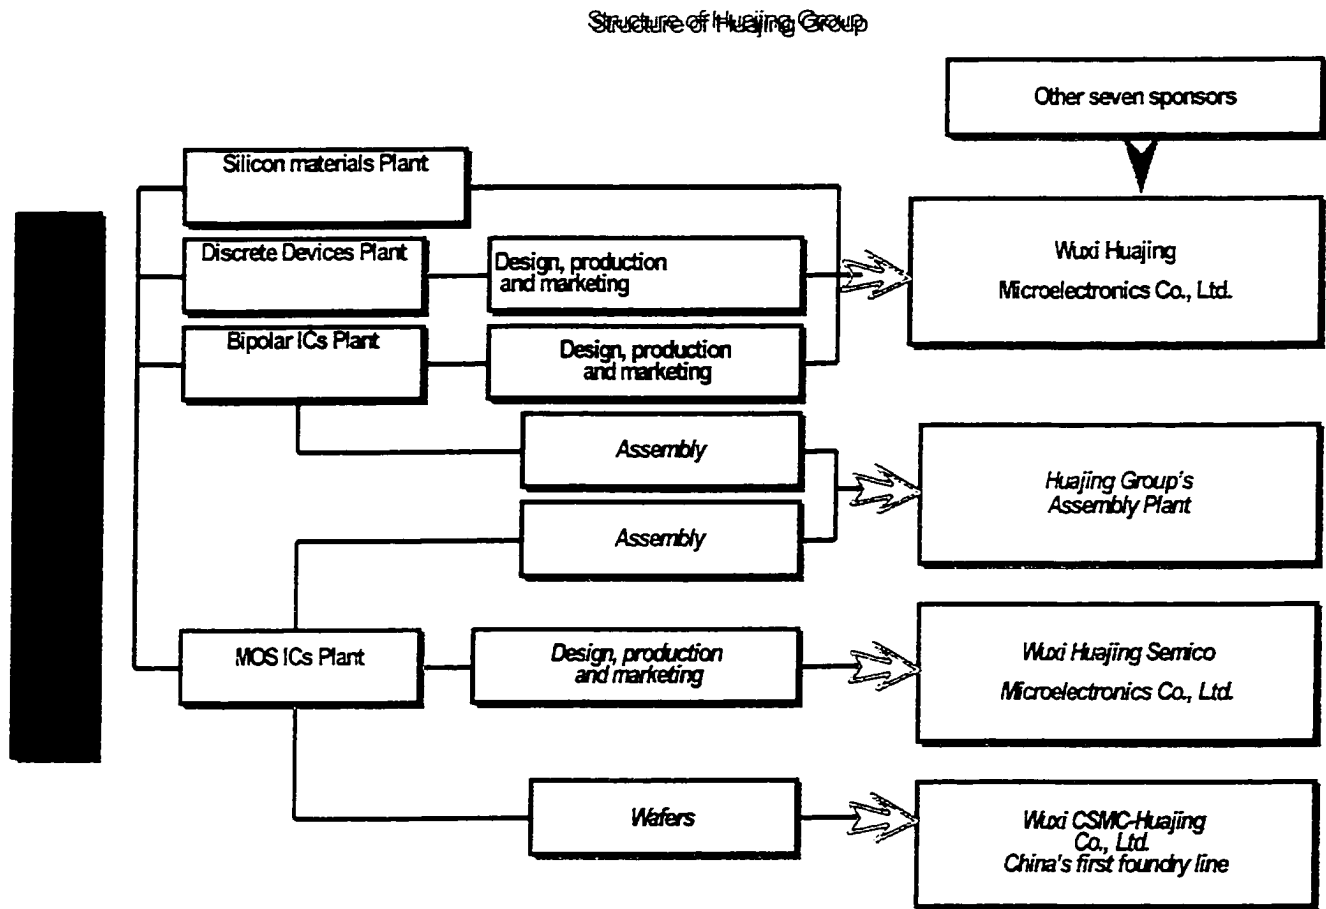 Structure of Huajing Group
Other seven sponsors
Silicon materials Plant
Discrete Devices Plant
Design, production
and marketing
Wuxi Huajing
Microelectronics Co., Ltd.
Bipolar ICs Plant
Design, production
and marketing
Assembly
Huajing Group's
Assembly Plant
Assembly
MOS ICs Plant
Design, production
and marketing
Wuxi Huajing Semico
Microelectronics Co., Ltd.
Wafers
Wuxi CSMC-Huajing
Co., Ltd.
China's first foundry line